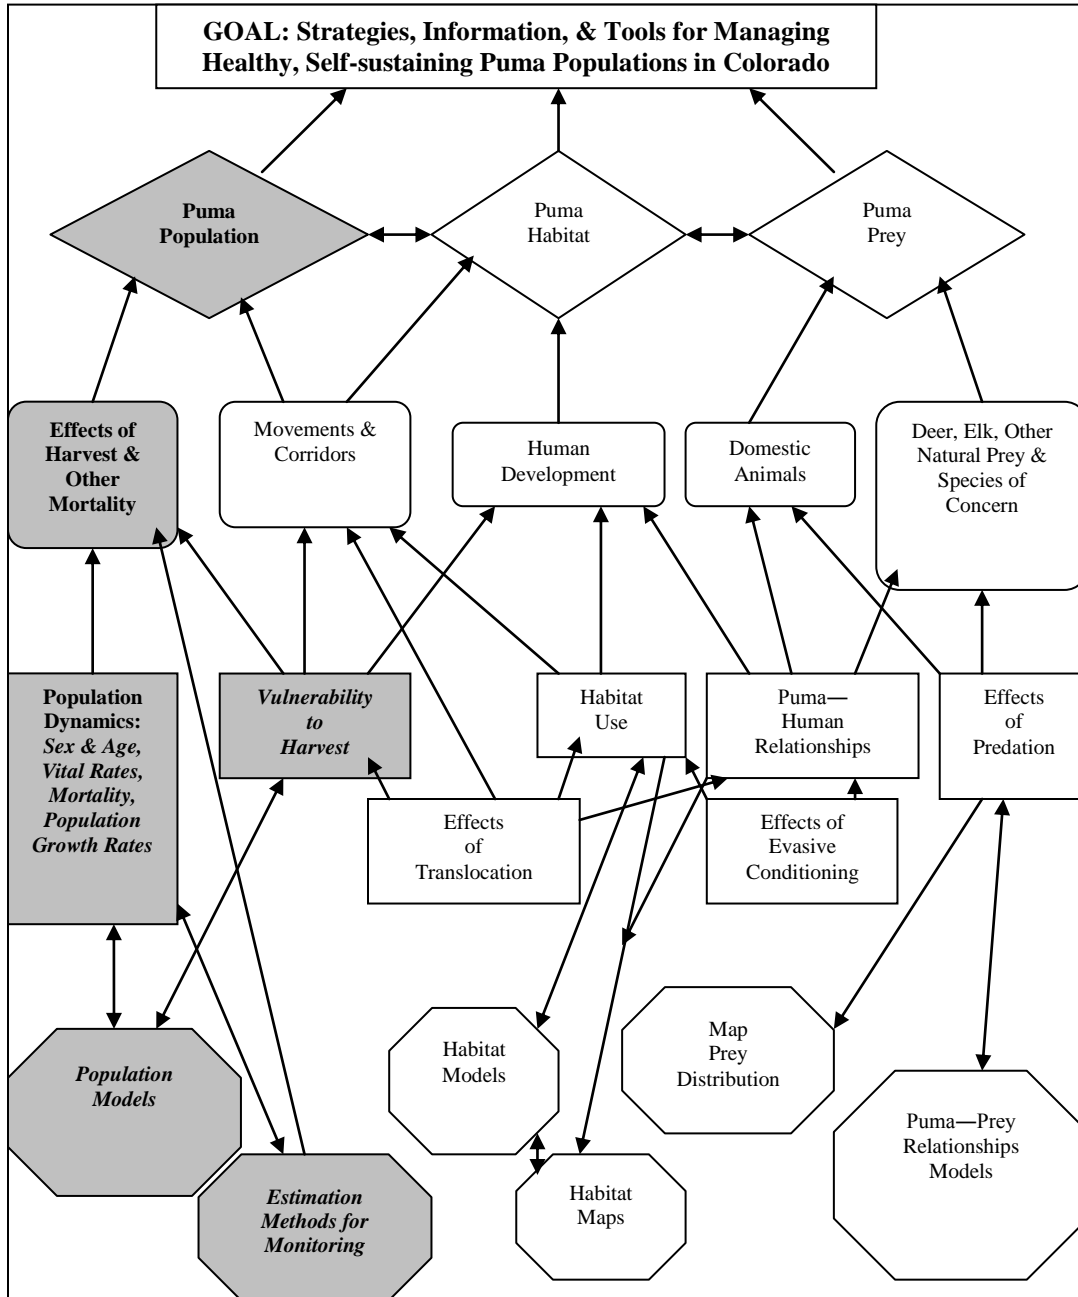 GOAL: Strategies, Information, & Tools for Managing
Healthy, Self-sustaining Puma Populations in Colorado
Puma
Population
Puma
Habitat
Puma
Prey
Effects of
Harvest &
Other
Mortality
Movements &
Corridors
Human
Development
Domestic
Animals
Deer, Elk, Other
Natural Prey &
Species of
Concern
Population
Dynamics:
Sex & Age,
Vital Rates,
Mortality,
Population
Growth Rates
Vulnerability
to
Harvest
Habitat
Use
Puma—
Human
Relationships
Effects
of
Predation
Effects
of
Translocation
Effects of
Evasive
Conditioning
Population
Models
Habitat
Models
Map
Prey
Distribution
Puma—Prey
Relationships
Models
Estimation
Methods for
Monitoring
Habitat
Maps